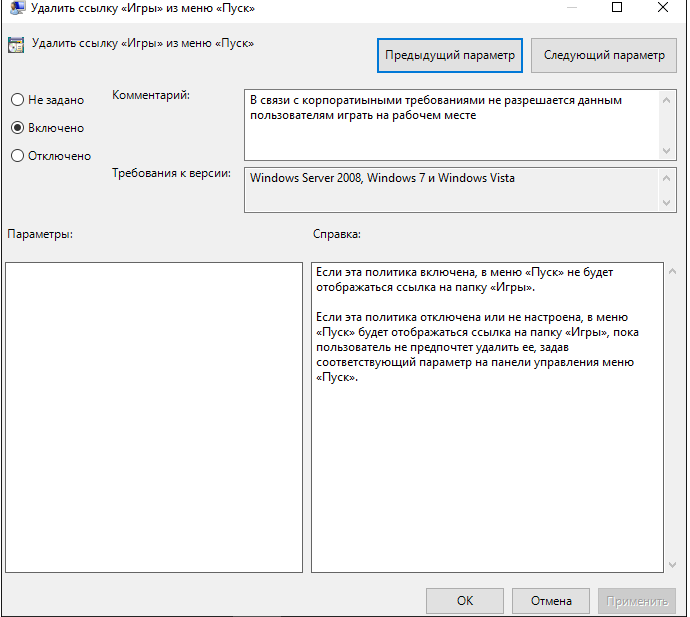 Удалить ссылку «Игры» из меню «Пуск»
Удалить ссылку «Игры» из меню «Пуск»
Предыдущий параметр
Следующий параметр
Не задано
Включено
Отключено
Комментарий:
В связи с корпоратиыными требованиями не разрешается данным
пользователям играть на рабочем месте
Требования к версии:
Windows Server 2008, Windows 7 и Windows Vista
Параметры:
Справка:
Если эта политика включена, в меню «Пуск» не будет
отображаться ссылка на папку «Игры».
Если эта политика отключена или не настроена, в меню
«Пуск» будет отображаться ссылка на папку «Игры», пока
пользователь не предпочтет удалить ее, задав
соответствующий параметр на панели управления меню
«Пуск».
ОК
Отмена
Применить